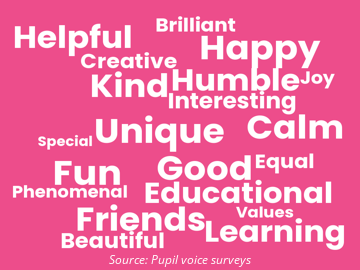 Brilliant
Helpful
Happy
Creative
Kind Humble Joy
Interesting
Special Unique Calm
Fun Good Equal
Phenomenal Educational
Friends Values
Beautiful Learning
Source: Pupil voice surveys